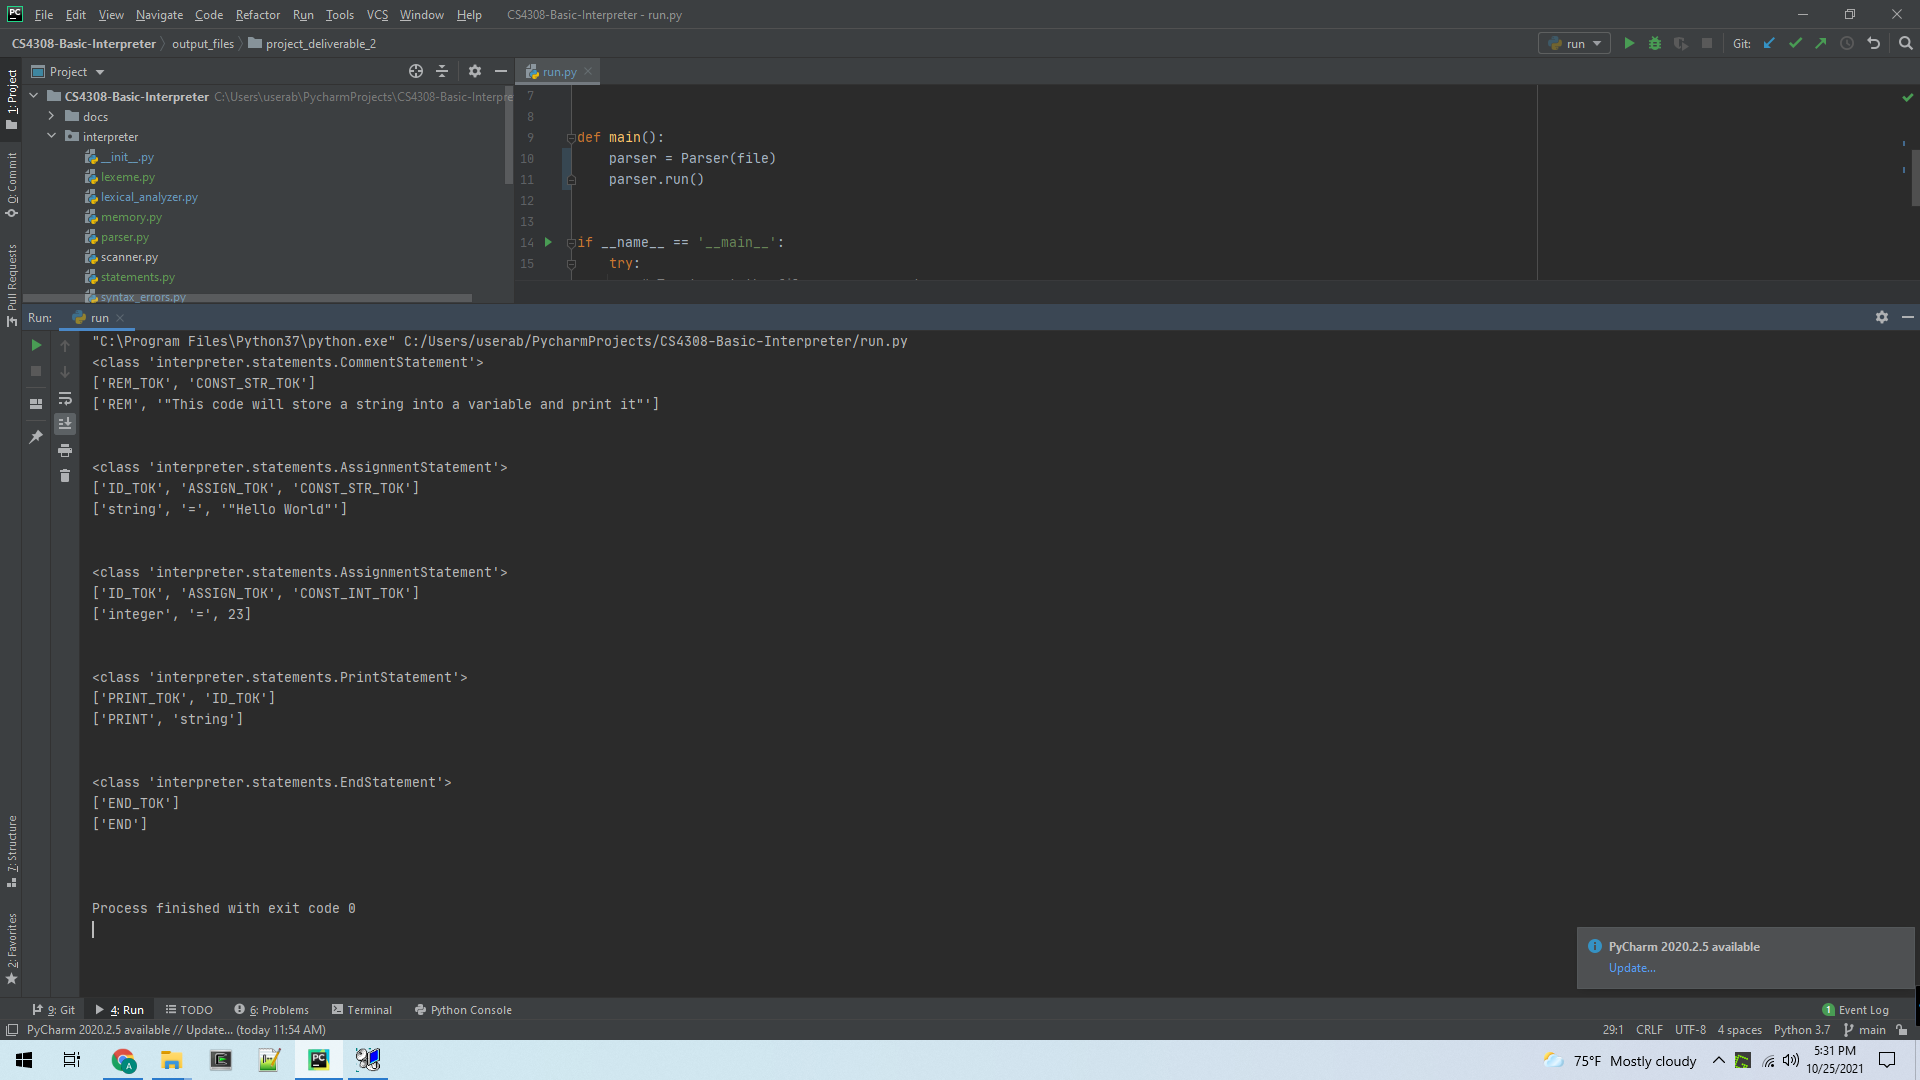 PC File Edit View Navigate Code Refactor Run Tools VCS Window Help CS4308-Basic-Interpreter - run.py
CS4308-Basic-Interpreter output_files project_deliverable_2 run Git:
1: Project
0: Commit
Pull Requests
7: Structure
2: Favorites
Project
CS4308-Basic-Interpreter C:\Users\userab\PycharmProjects\CS4308-Basic-Interpre
docs
interpreter
__init__.py
lexeme.py
lexical_analyzer.py
memory.py
parser.py
scanner.py
statements.py
syntax_errors.py
run.py
7
8
9 def main():
10 parser = Parser(file)
11 parser.run()
12
13
14 if __name__ == '__main__':
15 try:
Run: run
"C:\Program Files\Python37\python.exe" C:/Users/userab/PycharmProjects/CS4308-Basic-Interpreter/run.py
<class 'interpreter.statements.CommentStatement'>
['REM_TOK', 'CONST_STR_TOK']
['REM', '"This code will store a string into a variable and print it"']
<class 'interpreter.statements.AssignmentStatement'>
['ID_TOK', 'ASSIGN_TOK', 'CONST_STR_TOK']
['string', '=', '"Hello World"']
<class 'interpreter.statements.AssignmentStatement'>
['ID_TOK', 'ASSIGN_TOK', 'CONST_INT_TOK']
['integer', '=', 23]
<class 'interpreter.statements.PrintStatement'>
['PRINT_TOK', 'ID_TOK']
['PRINT', 'string']
<class 'interpreter.statements.EndStatement'>
['END_TOK']
['END']
Process finished with exit code 0
PyCharm 2020.2.5 available
Update...
9: Git 4: Run TODO 6: Problems Terminal Python Console 1 Event Log
PyCharm 2020.2.5 available // Update... (today 11:54 AM) 29:1 CRLF UTF-8 4 spaces Python 3.7 main
A PC 75°F Mostly cloudy 5:31 PM
10/25/2021